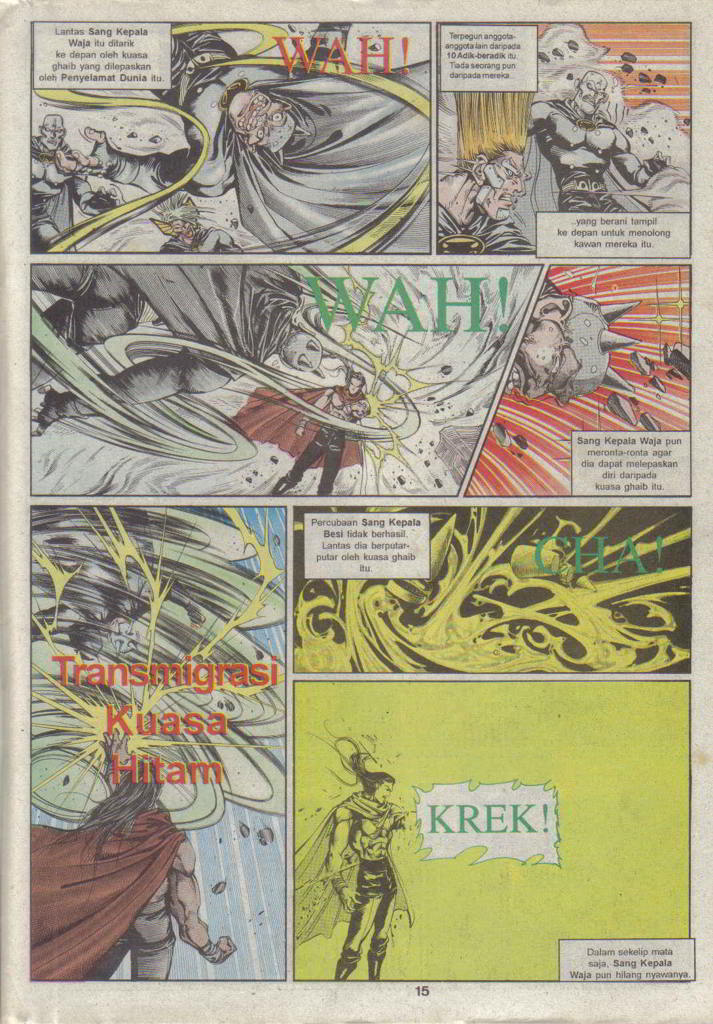 Lantas Sang Kepala
Waja itu ditarik
ke depan oleh kuasa
ghaib yang dilepaskan
oleh Penyelamat Dunia itu.
WAH!
Terpegun anggota-
anggota lain daripada
10 Adik-beradik itu.
Tiada seorang pun
daripada mereka...
..yang berani tampil
ke depan untuk menolong
kawan mereka itu.
WAH!
Sang Kepala Waja pun
meronta-ronta agar
dia dapat melepaskan
diri daripada
kuasa ghaib itu.
Transmigrasi
Kuasa
Hitam
Percubaan Sang Kepala
Besi tidak berhasil.
Lantas dia berputar-
putar oleh kuasa ghaib
itu.
CHA!
KREK!
Dalam sekelip mata
saja, Sang Kepala
Waja pun hilang nyawanya.
15